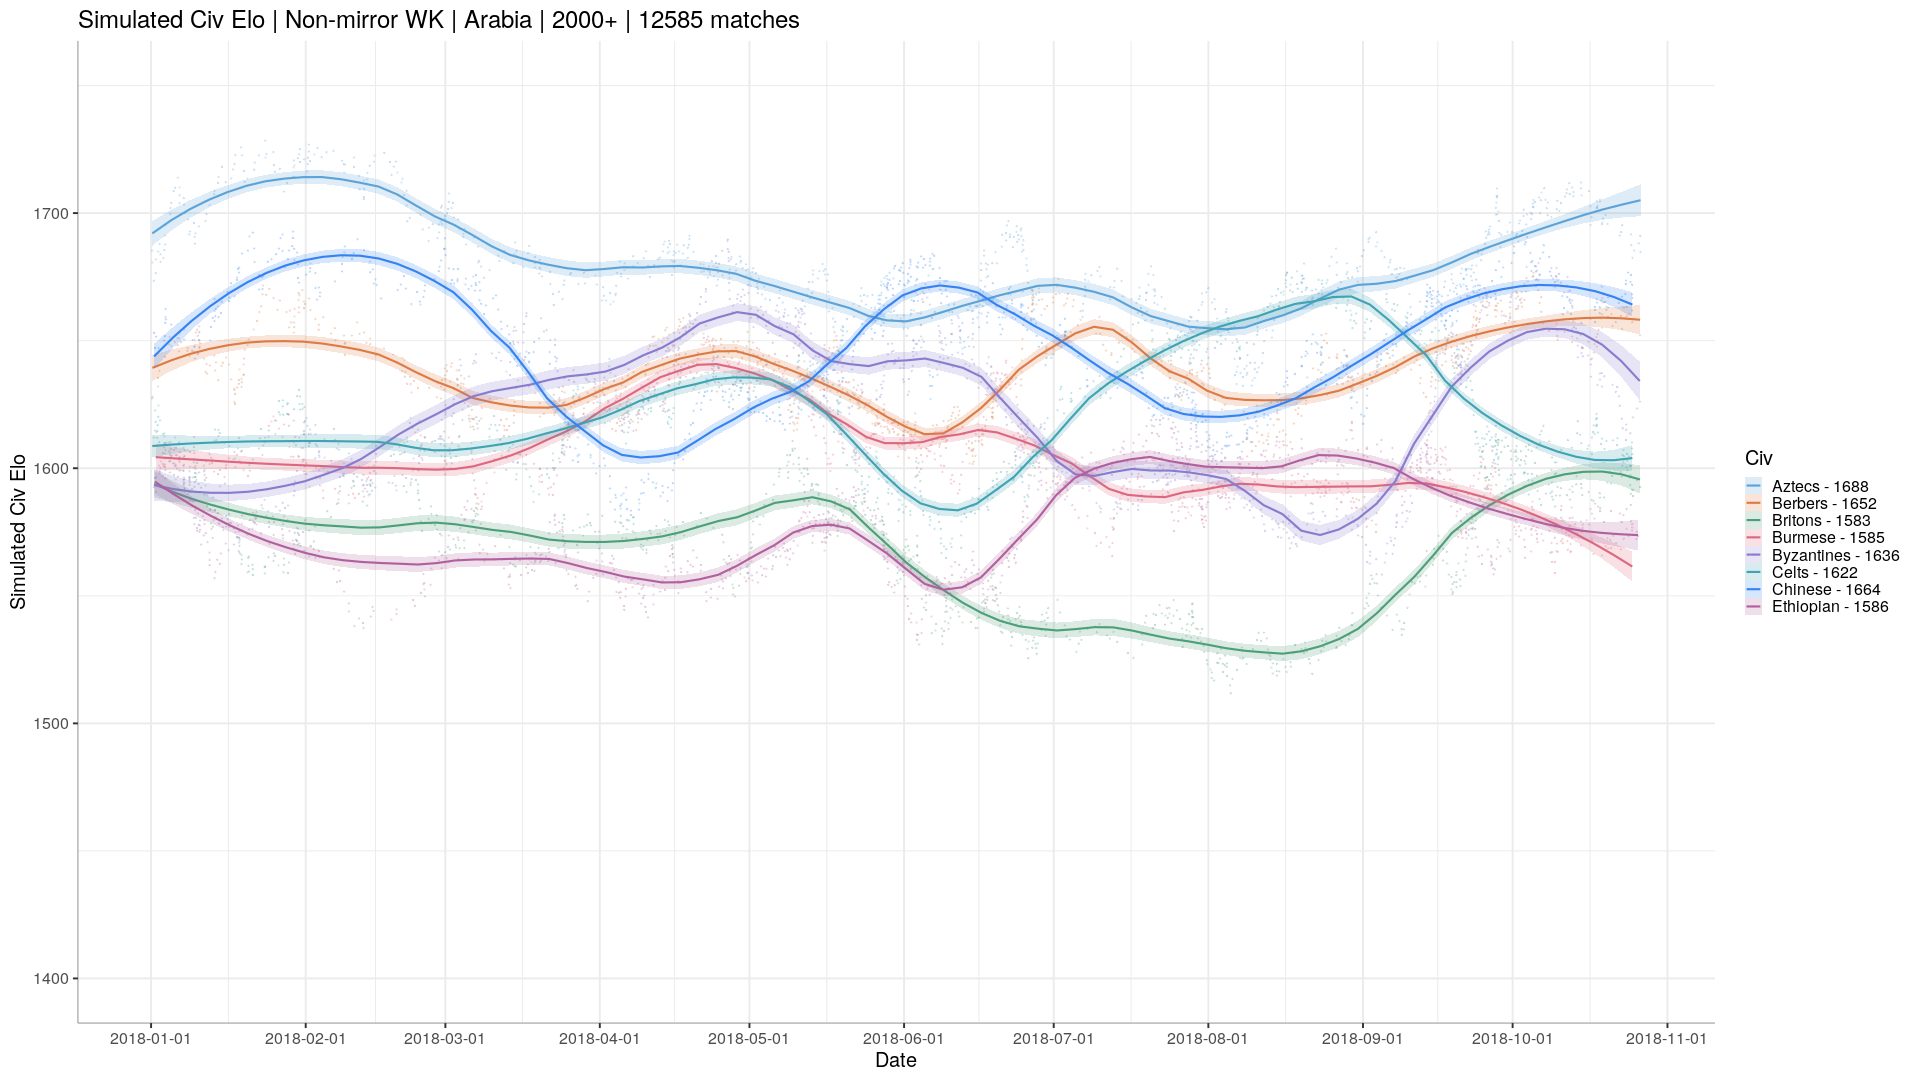 Simulated Civ Elo | Non-mirror WK | Arabia | 2000+ | 12585 matches
Simulated Civ Elo
1700
1600
1500
1400
2018-01-01
2018-02-01
2018-03-01
2018-04-01
2018-05-01
2018-06-01
2018-07-01
2018-08-01
2018-09-01
2018-10-01
2018-11-01
Date
Civ
Aztecs - 1688
Berbers - 1652
Britons - 1583
Burmese - 1585
Byzantines - 1636
Celts - 1622
Chinese - 1664
Ethiopian - 1586